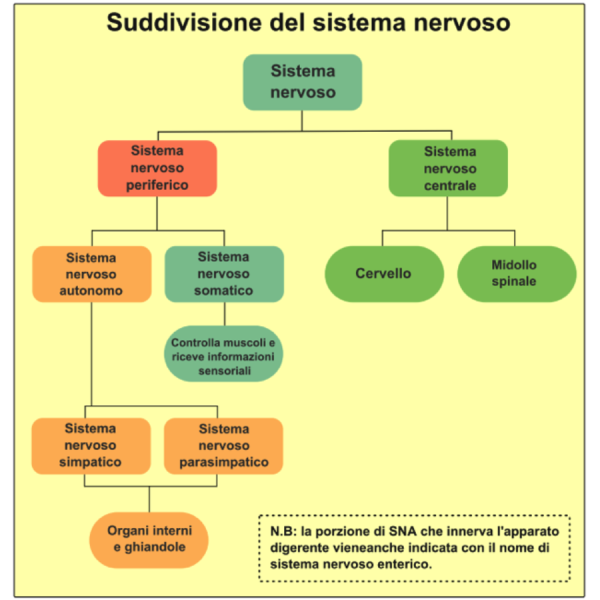 Suddivisione del sistema nervoso
Sistema
nervoso
Sistema
nervoso
periferico
Sistema
nervoso
centrale
Sistema
nervoso
autonomo
Sistema
nervoso
somatico
Cervello
Midollo
spinale
Controlla muscoli e
riceve informazioni
sensoriali
Sistema
nervoso
simpatico
Sistema
nervoso
parasimpatico
Organi interni
e ghiandole
N.B: la porzione di SNA che innerva l'apparato
digerente vieneanche indicata con il nome di
sistema nervoso enterico.